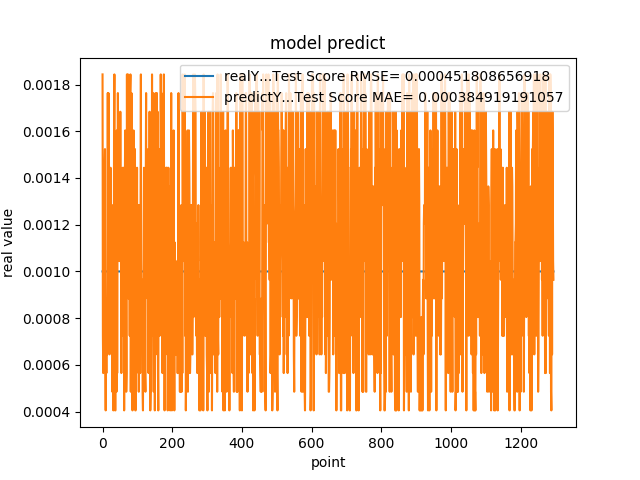 model predict
realY...Test Score RMSE= 0.000451808656918
predictY...Test Score MAE= 0.000384919191057
0.0018
0.0016
0.0014
0.0012
0.0010
0.0008
0.0006
0.0004
real value
0 200 400 600 800 1000 1200
point